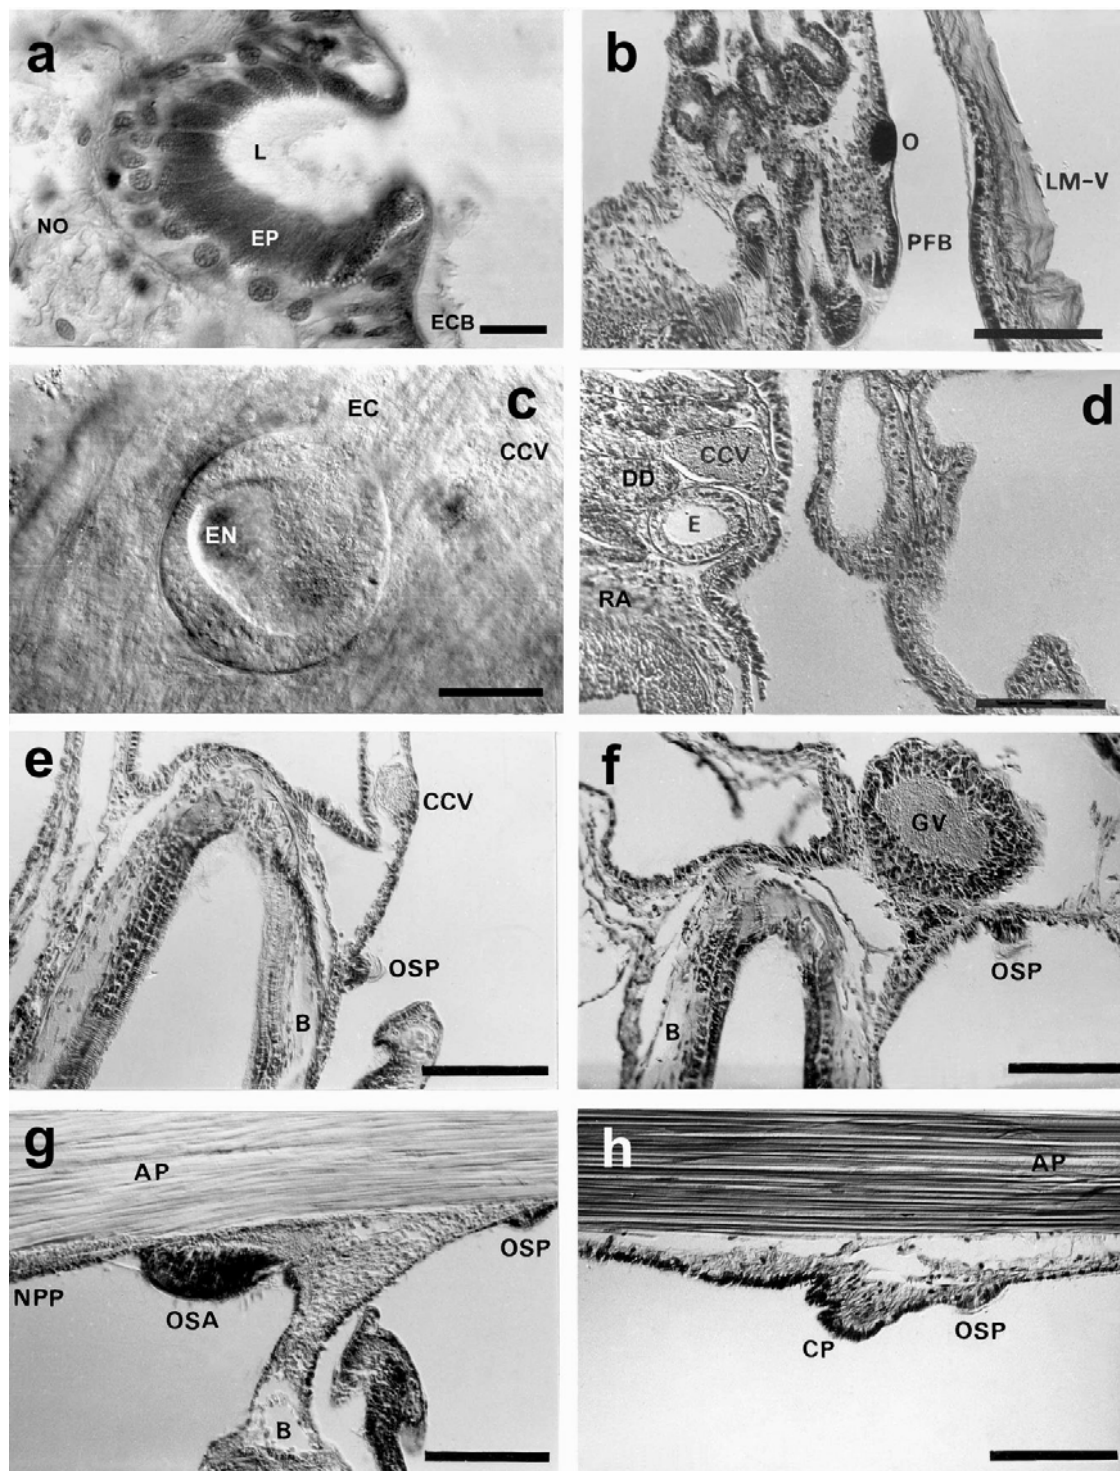 a
L
NO
EP
ECB
b
O
LM-V
PFB
c
EC
CCV
EN
d
CCV
DD
E
RA
e
CCV
OSP
B
f
GV
OSP
B
g
AP
OSP
NPP
OSA
B
h
AP
OSP
CP